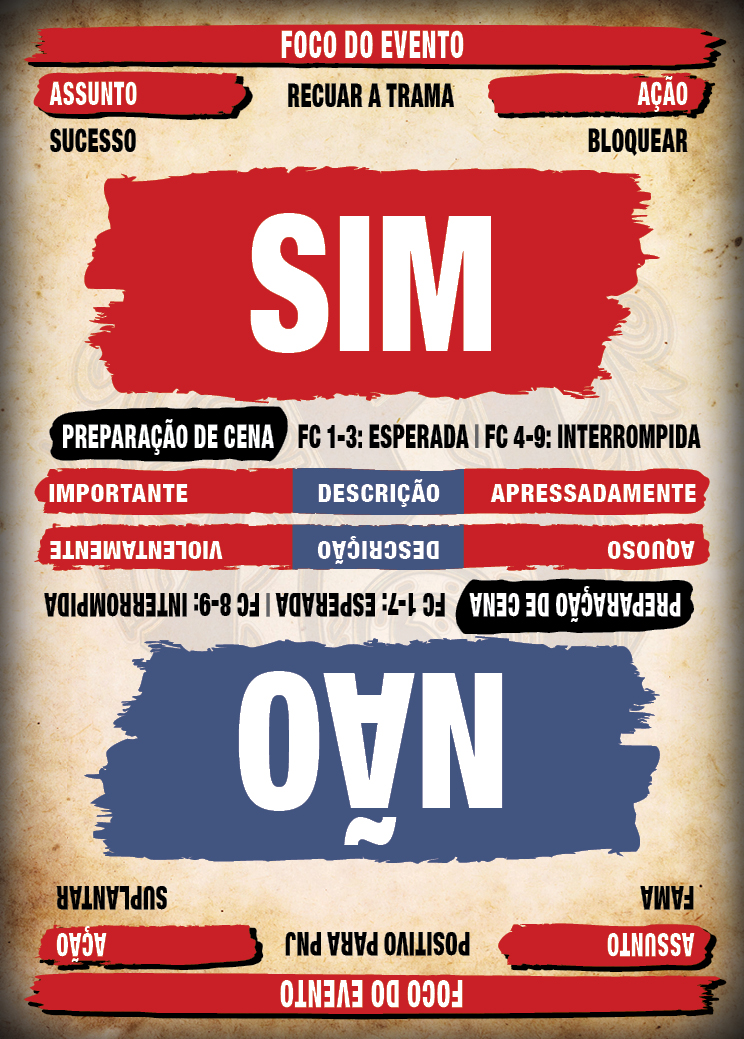 FOCO DO EVENTO
ASSUNTO RECUAR A TRAMA AÇÃO
SUCESSO BLOQUEAR
SIM
PREPARAÇÃO DE CENA FC 1-3: ESPERADA | FC 4-9: INTERROMPIDA
IMPORTANTE DESCRIÇÃO APRESSADAMENTE
FOCO DO EVENTO
ASSUNTO POSITIVO PARA PNJ AÇÃO
FAMA SUPLANTAR
NÃO
PREPARAÇÃO DE CENA FC 1-7: ESPERADA | FC 8-9: INTERROMPIDA
AQUOSO DESCRIÇÃO VIOLENTAMENTE